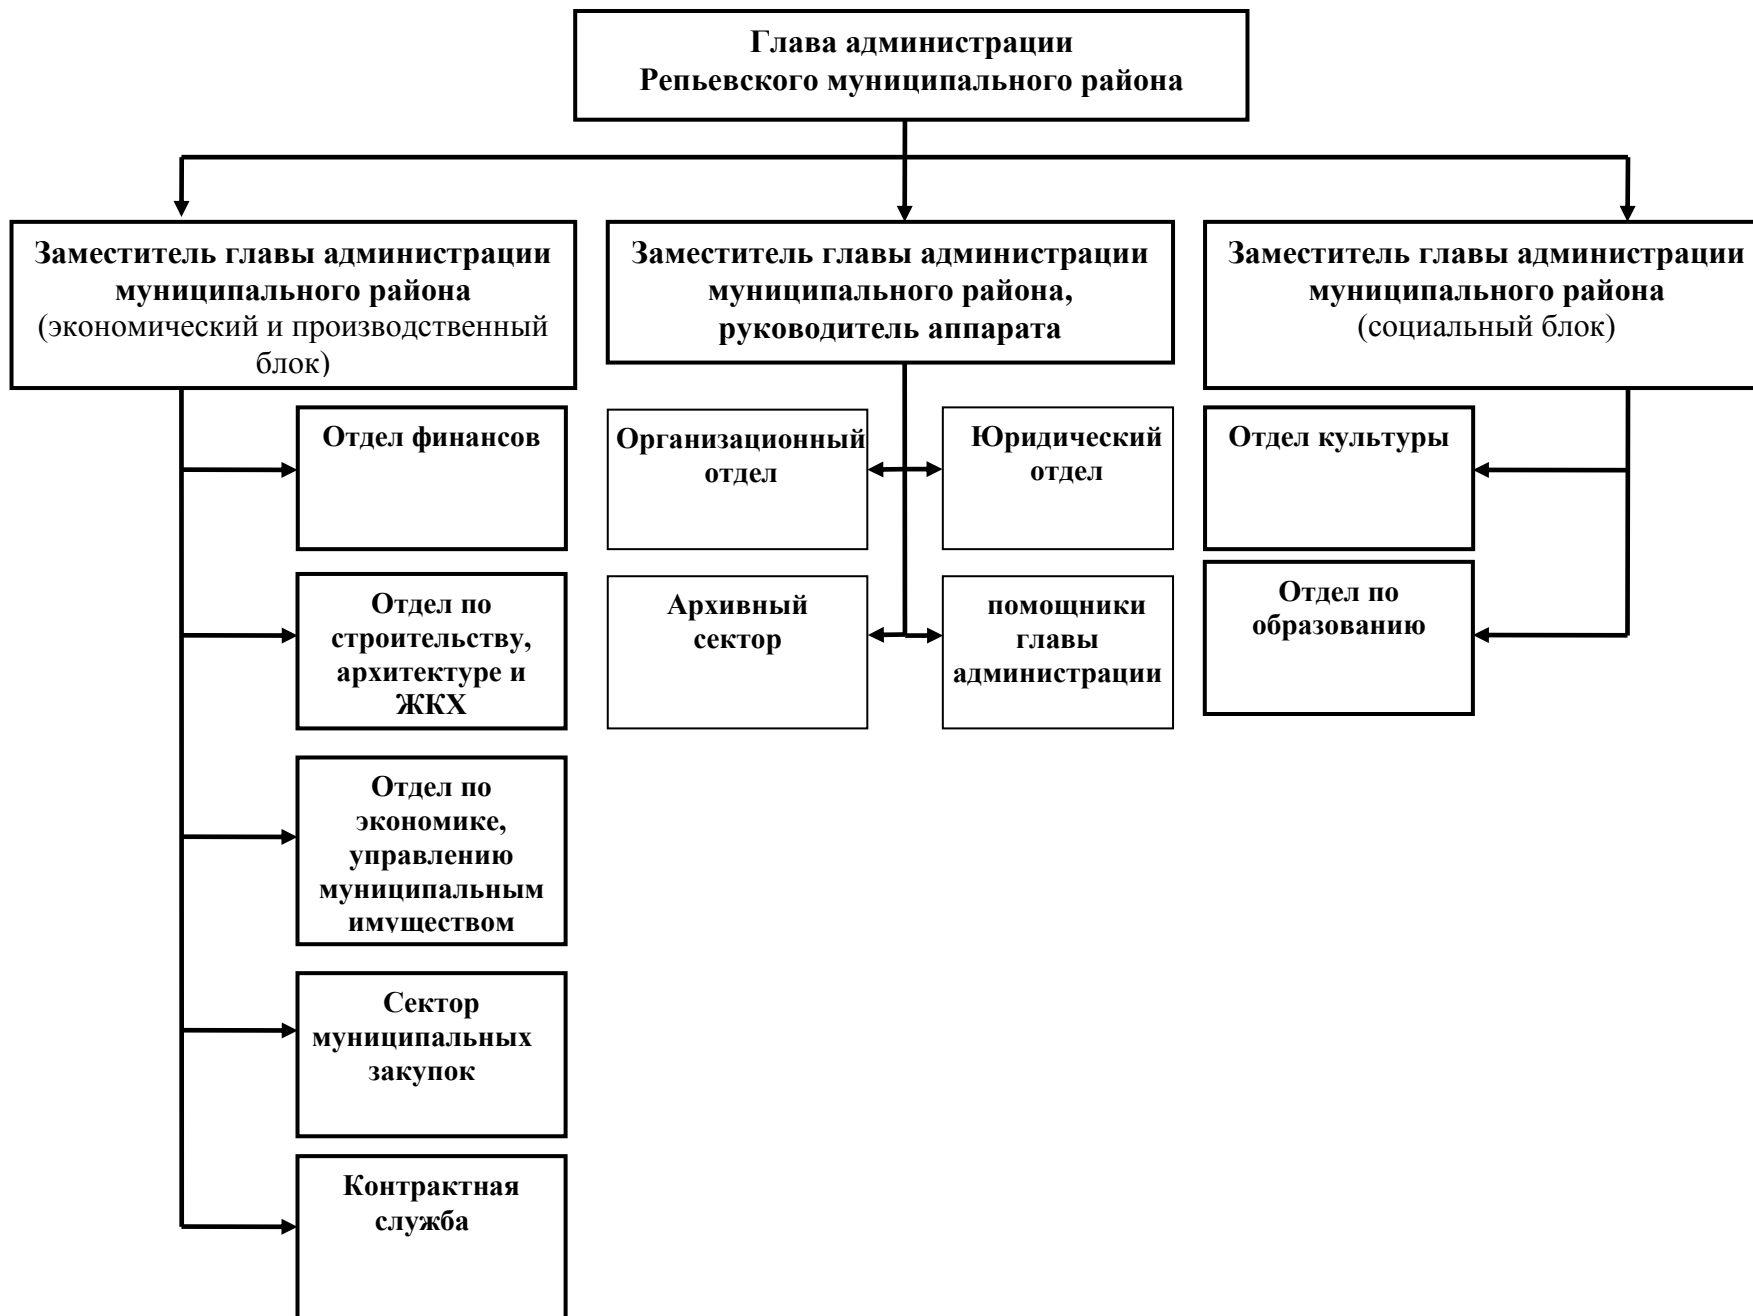 Глава администрации
Репьевского муниципального района
Заместитель главы администрации
муниципального района
(экономический и производственный
блок)
Заместитель главы администрации
муниципального района,
руководитель аппарата
Заместитель главы администрации
муниципального района
(социальный блок)
Отдел финансов
Отдел по
строительству,
архитектуре и
ЖКХ
Отдел по
экономике,
управлению
муниципальным
имуществом
Сектор
муниципальных
закупок
Контрактная
служба
Организационный
отдел
Юридический
отдел
Архивный
сектор
помощники
главы
администрации
Отдел культуры
Отдел по
образованию